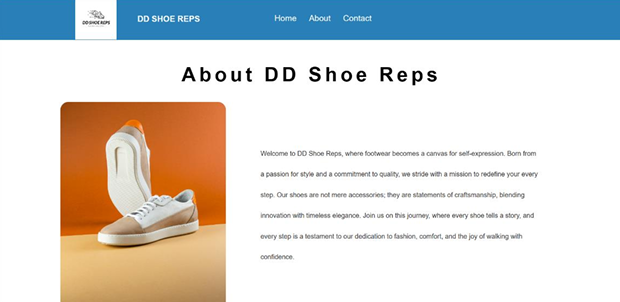 DD SHOE REPS
DD SHOE REPS
Home
About
Contact
About DD Shoe Reps
Welcome to DD Shoe Reps, where footwear becomes a canvas for self-expression. Born from
a passion for style and a commitment to quality, we stride with a mission to redefine your every
step. Our shoes are not mere accessories; they are statements of craftsmanship, blending
innovation with timeless elegance. Join us on this journey, where every shoe tells a story, and
every step is a testament to our dedication to fashion, comfort, and the joy of walking with
confidence.